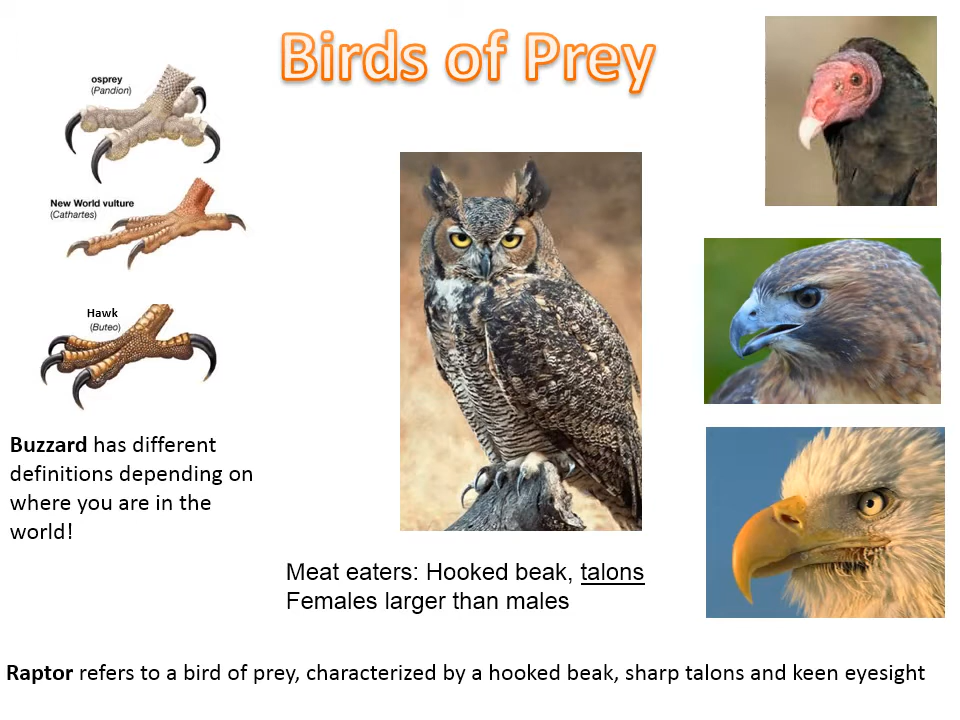 Birds of Prey
osprey
(Pandion)
New World vulture
(Cathartes)
Hawk
(Buteo)
Buzzard has different
definitions depending on
where you are in the
world!
Meat eaters: Hooked beak, talons
Females larger than males
Raptor refers to a bird of prey, characterized by a hooked beak, sharp talons and keen eyesight